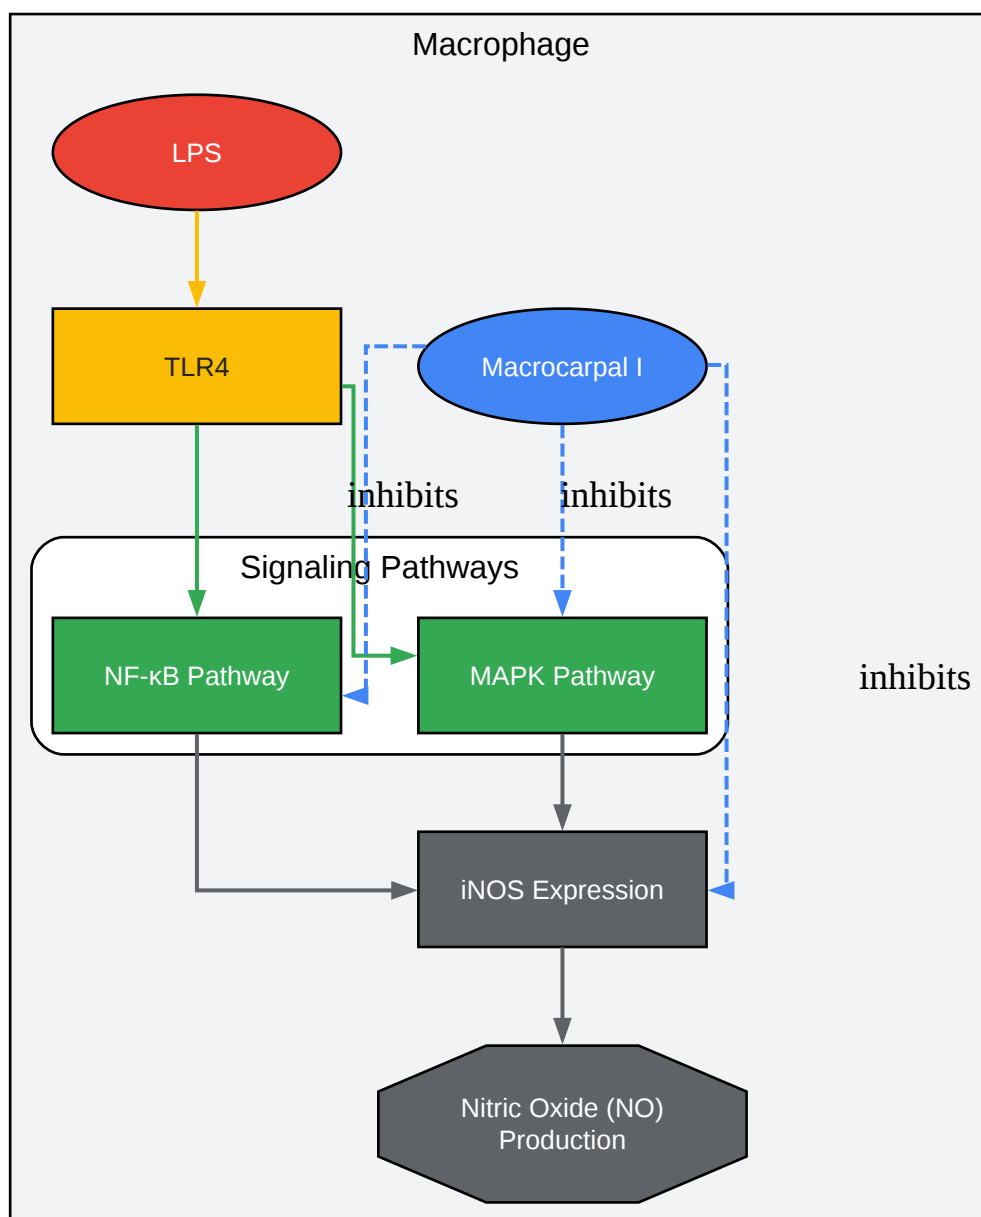 Macrophage
LPS
TLR4
Macrocarpal I
inhibits
inhibits
Signaling Pathways
NF-κB Pathway
MAPK Pathway
inhibits
iNOS Expression
Nitric Oxide (NO)
Production